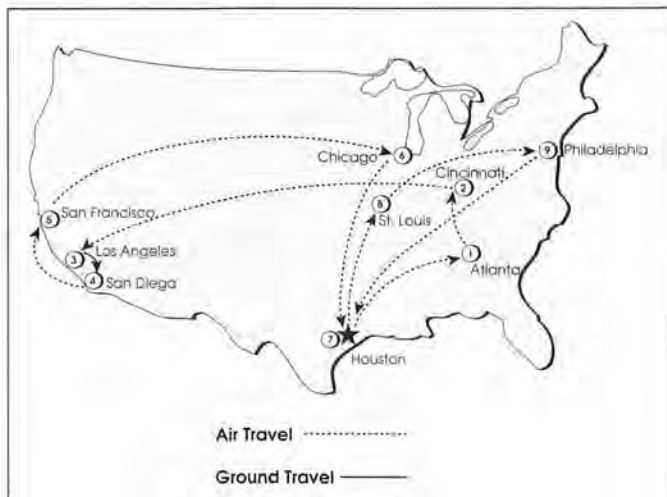 Chicago
6
9
Philadelphia
Cincinnati
2
8
St. Louis
5
San Francisco
3
Los Angeles
4
San Diega
1
Atlanta
7
Houston
Air Travel
Ground Travel